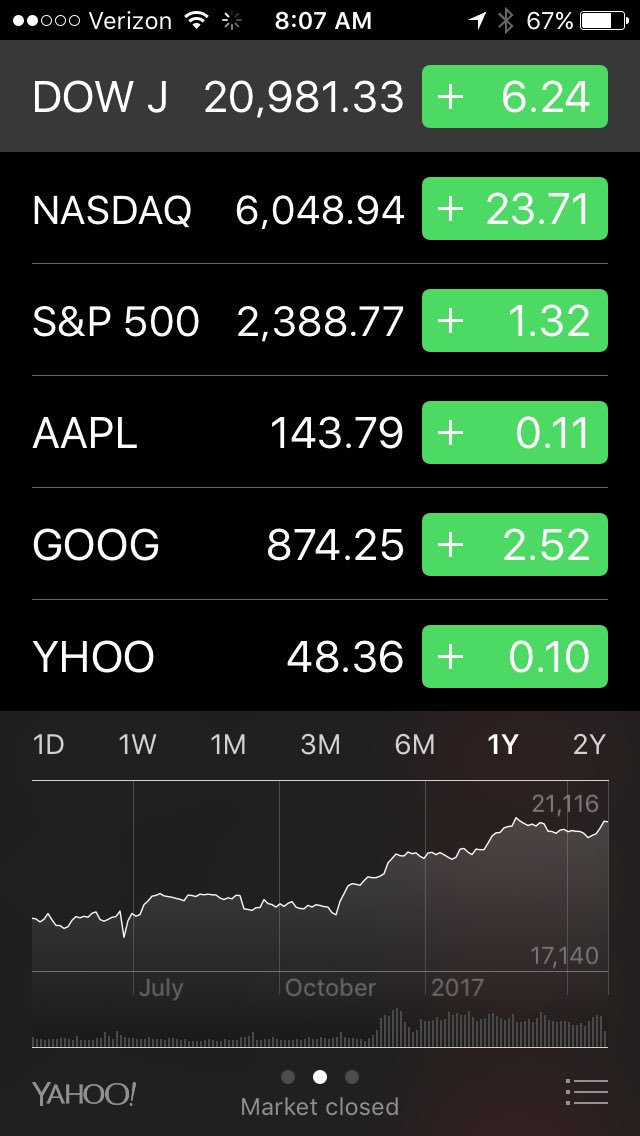 Verizon 8:07 AM 67%
DOW J 20,981.33 + 6.24
NASDAQ 6,048.94 + 23.71
S&P 500 2,388.77 + 1.32
AAPL 143.79 + 0.11
GOOG 874.25 + 2.52
YHOO 48.36 + 0.10
1D 1W 1M 3M 6M 1Y 2Y
21,116
17,140
July October 2017
YAHOO!
Market closed